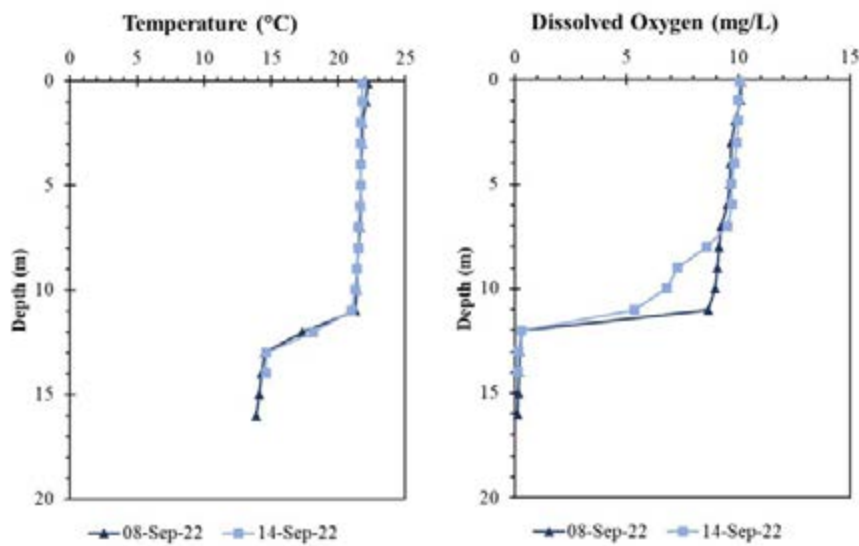 Temperature (°C)
0 5 10 15 20 25
0
5
10
15
20
Depth (m)
08-Sep-22 14-Sep-22
Dissolved Oxygen (mg/L)
0 5 10 15
0
5
10
15
20
Depth (m)
08-Sep-22 14-Sep-22